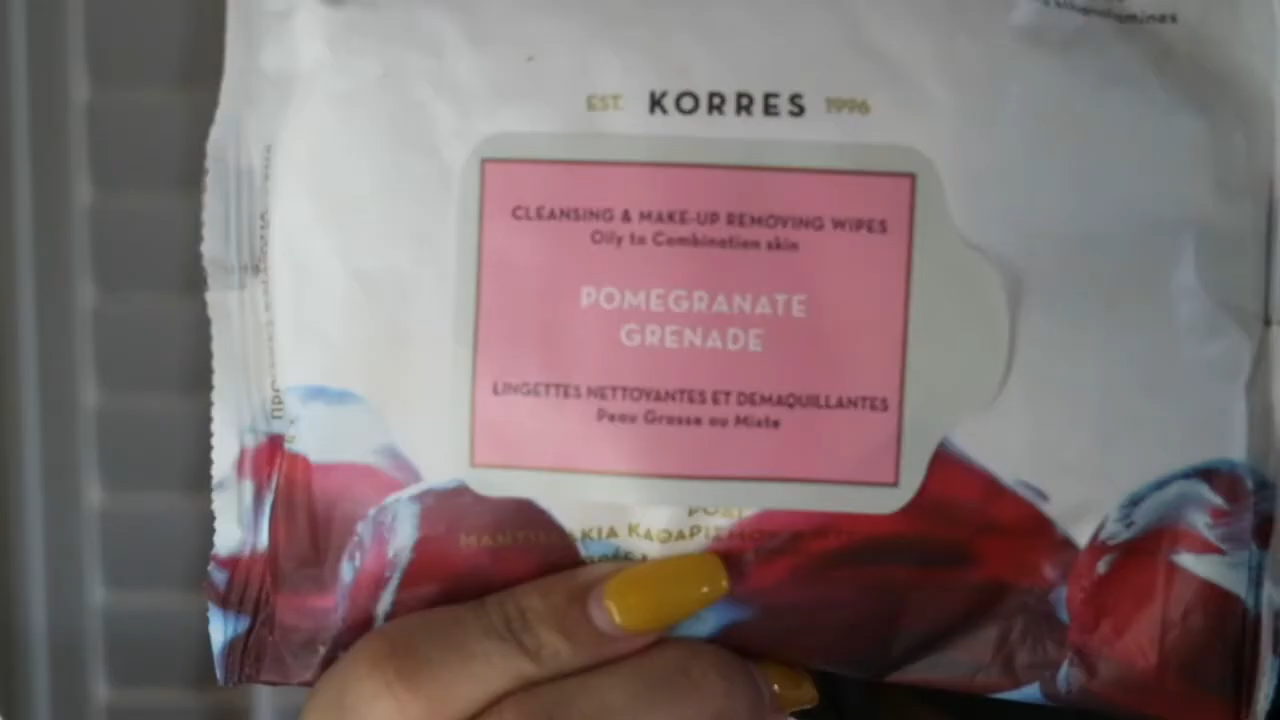 EST. KORRES 1996
CLEANSING & MAKE-UP REMOVING WIPES
Oily to Combination skin
POMEGRANATE
GRENADE
LINGETTES NETTOYANTES ET DEMAQUILLANTES
Peau Grasse ou Mixte